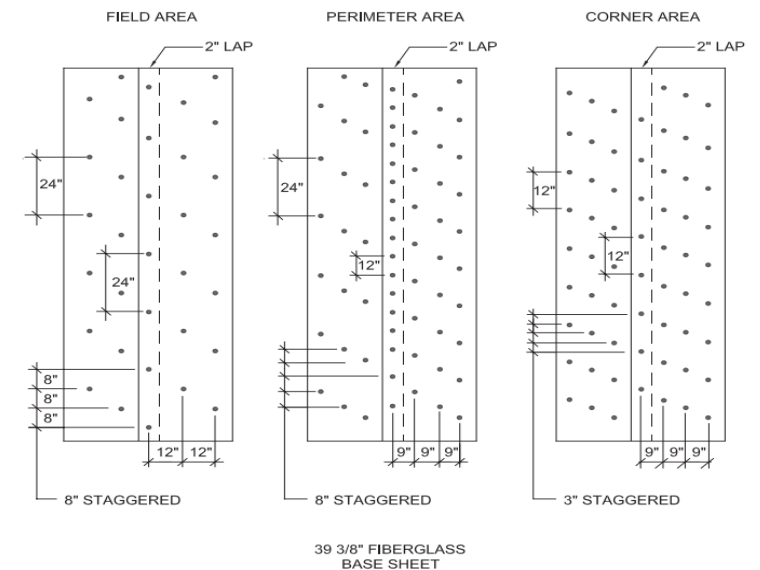 FIELD AREA
2" LAP
24"
24"
8"
8"
8"
12"
12"
8" STAGGERED
PERIMETER AREA
2" LAP
24"
12"
9"
9"
9"
8" STAGGERED
CORNER AREA
2" LAP
12"
12"
9"
9"
9"
3" STAGGERED
39 3/8" FIBERGLASS
BASE SHEET